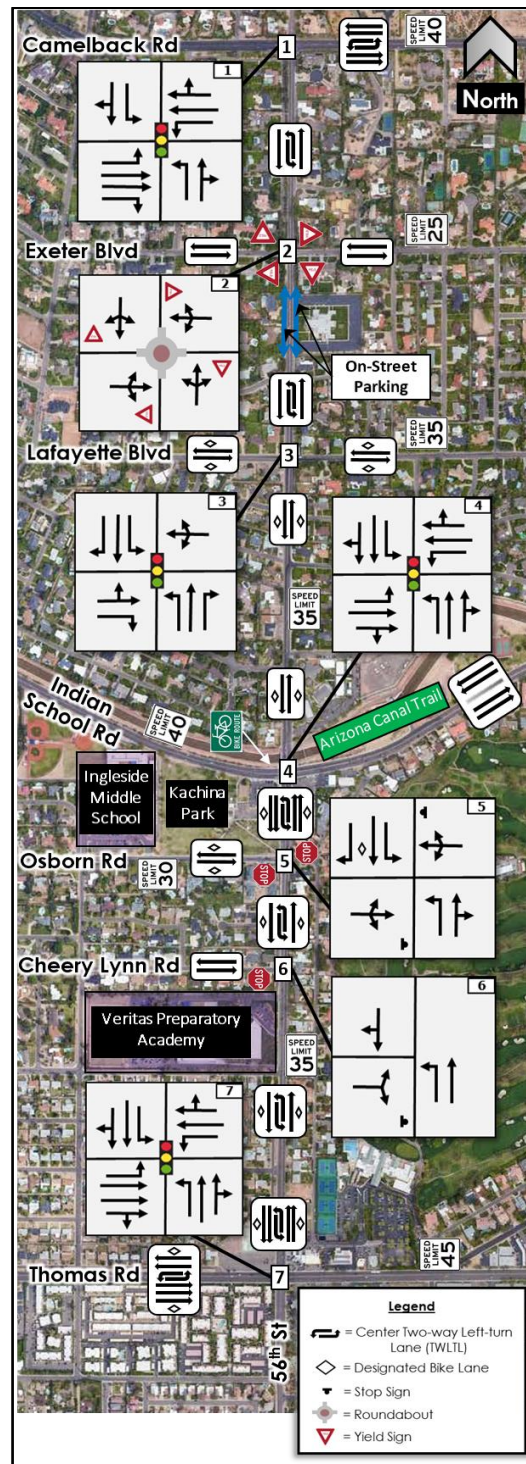 Camelback Rd
1
SPEED LIMIT 40
North
1
Exeter Blvd
2
SPEED LIMIT 25
2
On-Street
Parking
Lafayette Blvd
3
SPEED LIMIT 35
3
4
SPEED
LIMIT
35
Indian
School Rd
SPEED LIMIT 40
BIKE ROUTE
Arizona Canal Trail
4
Ingleside
Middle
School
Kachina
Park
5
Osborn Rd
SPEED LIMIT 30
STOP
STOP
5
Cheery Lynn Rd
STOP
6
6
Veritas Preparatory
Academy
SPEED
LIMIT
35
7
Thomas Rd
7
SPEED LIMIT 45
56th St
Legend
= Center Two-way Left-turn
Lane (TWLTL)
= Designated Bike Lane
= Stop Sign
= Roundabout
= Yield Sign